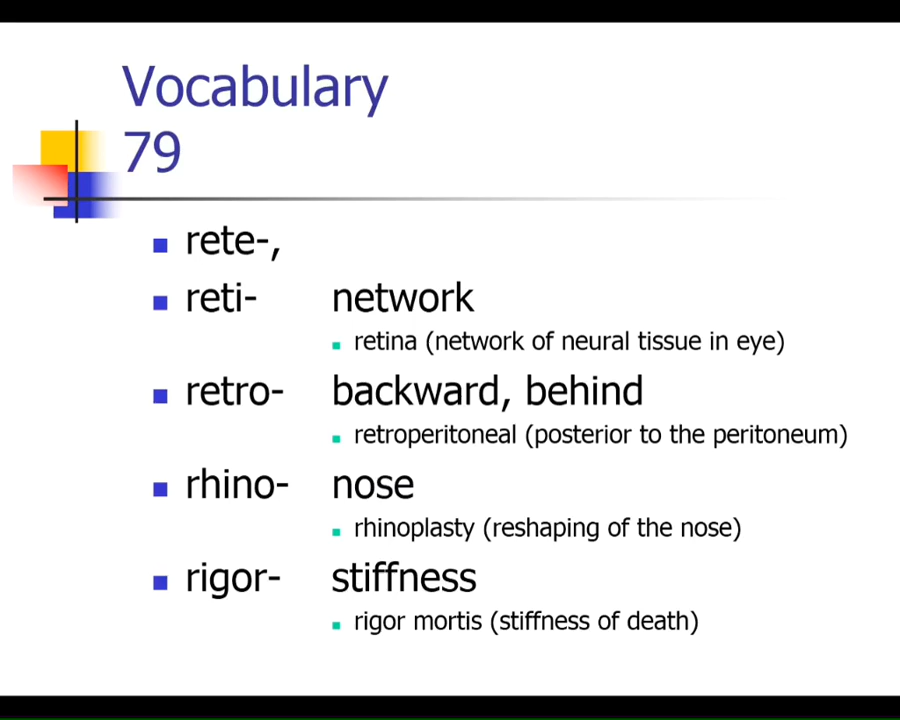 Vocabulary
79
rete-,
reti- network
retina (network of neural tissue in eye)
retro- backward, behind
retroperitoneal (posterior to the peritoneum)
rhino- nose
rhinoplasty (reshaping of the nose)
rigor- stiffness
rigor mortis (stiffness of death)